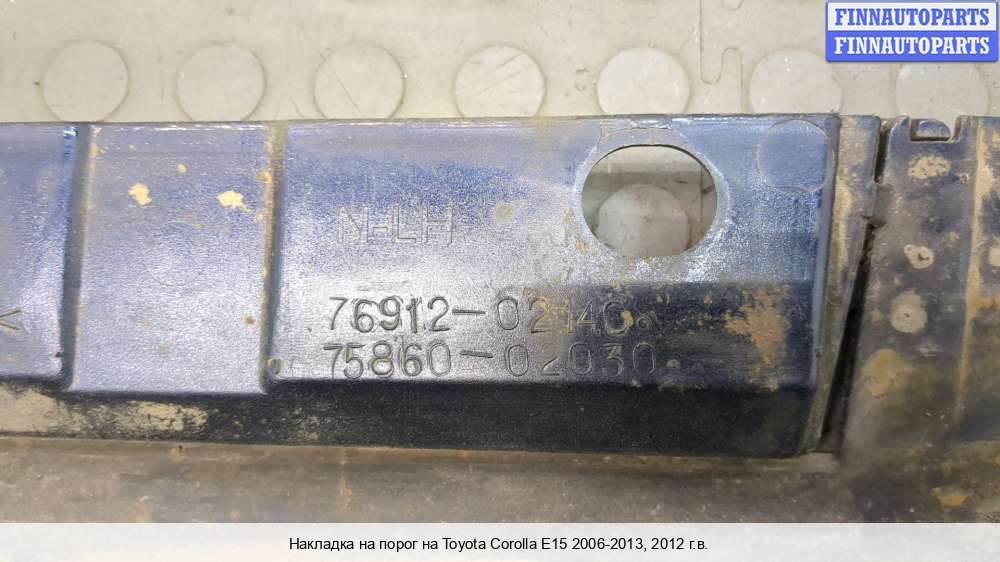 FINNAUTOPARTS
FINNAUTOPARTS
N-LH
76912-02140
75860-02030
Накладка на порог на Toyota Corolla E15 2006-2013, 2012 г.в.